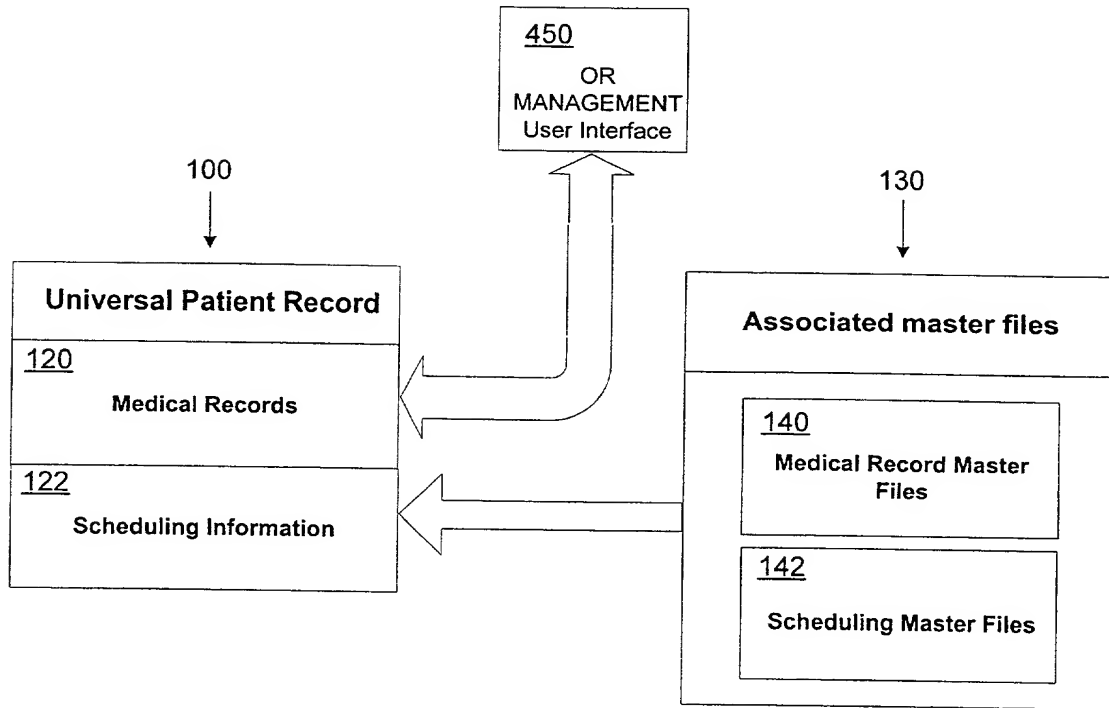 450
OR
MANAGEMENT
User Interface
100
130
Universal Patient Record
120
Medical Records
122
Scheduling Information
Associated master files
140
Medical Record Master
Files
142
Scheduling Master Files